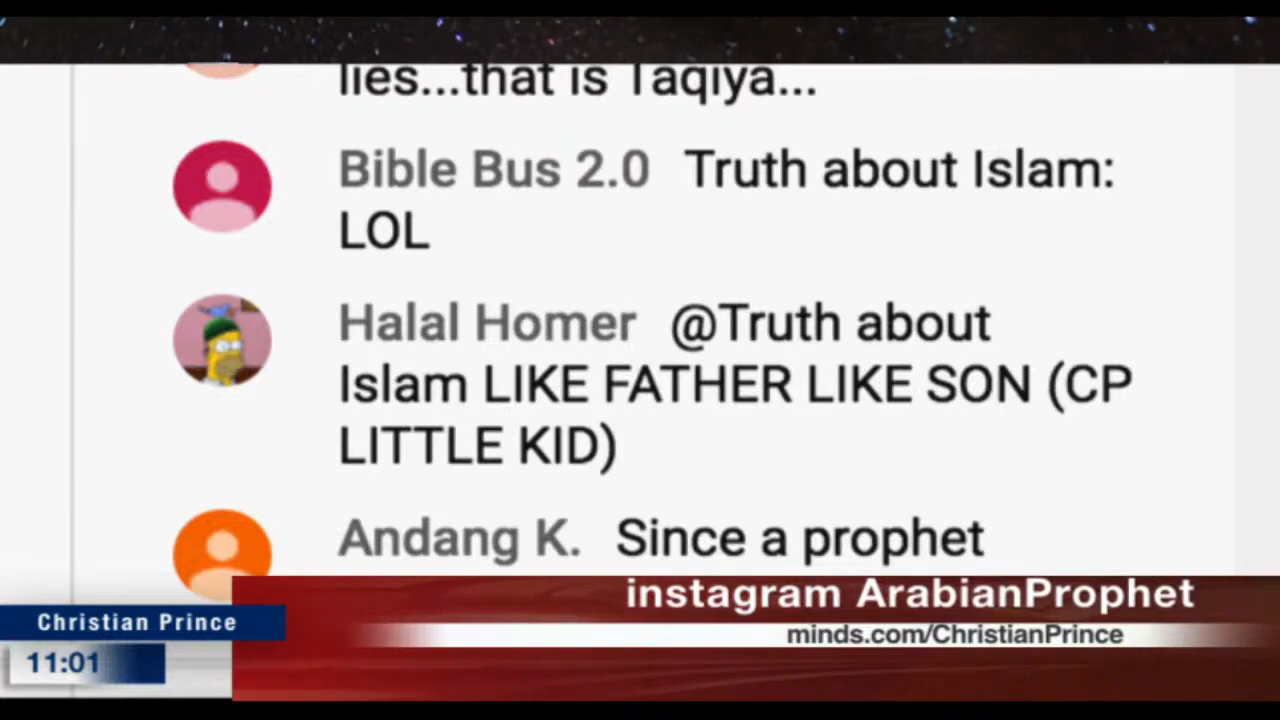 lies...that is Taqiya...
Bible Bus 2.0 Truth about Islam:
LOL
Halal Homer @Truth about
Islam LIKE FATHER LIKE SON (CP
LITTLE KID)
Andang K. Since a prophet
instagram ArabianProphet
Christian Prince
minds.com/ChristianPrince
11:01